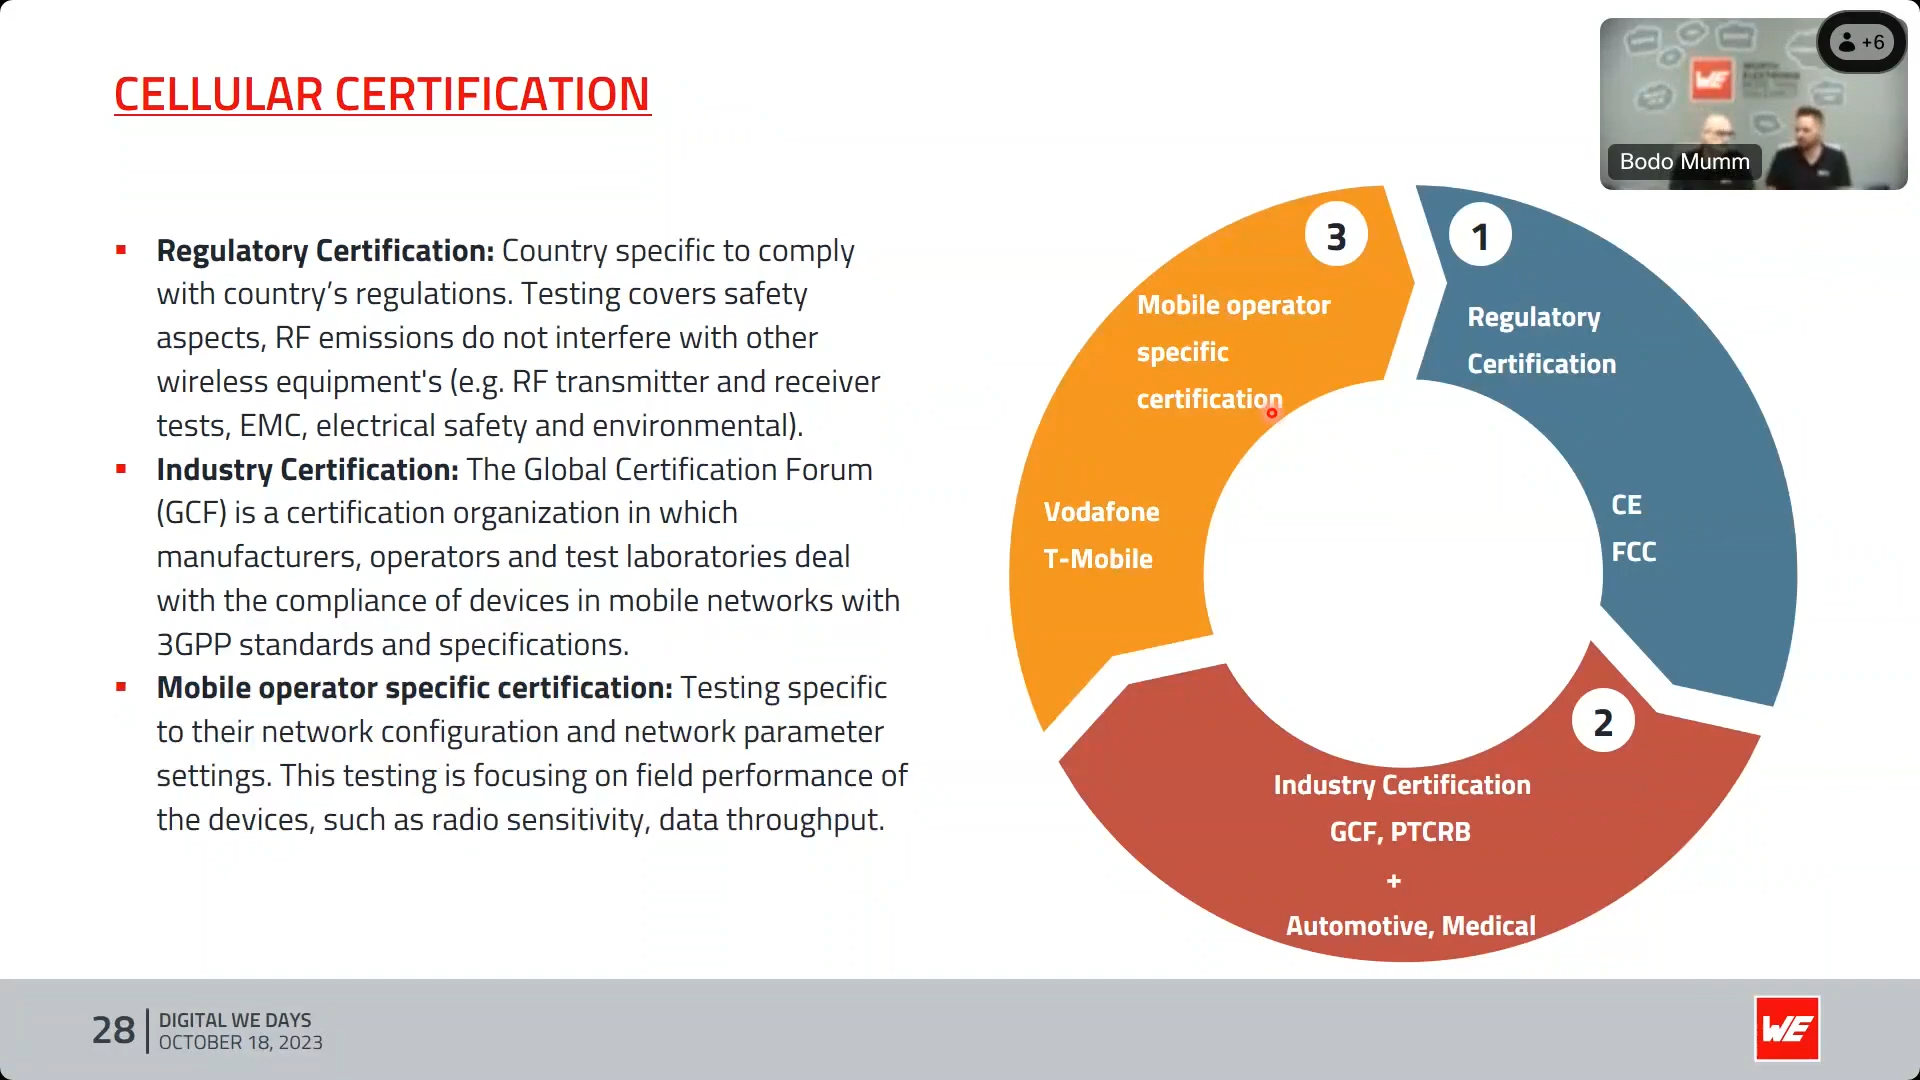 CELLULAR CERTIFICATION
+6
WE
Bodo Mumm
Regulatory Certification: Country specific to comply
with country’s regulations. Testing covers safety
aspects, RF emissions do not interfere with other
wireless equipment's (e.g. RF transmitter and receiver
tests, EMC, electrical safety and environmental).
Industry Certification: The Global Certification Forum
(GCF) is a certification organization in which
manufacturers, operators and test laboratories deal
with the compliance of devices in mobile networks with
3GPP standards and specifications.
Mobile operator specific certification: Testing specific
to their network configuration and network parameter
settings. This testing is focusing on field performance of
the devices, such as radio sensitivity, data throughput.
3
Mobile operator
specific
certification
Vodafone
T-Mobile
1
Regulatory
Certification
CE
FCC
2
Industry Certification
GCF, PTCRB
+
Automotive, Medical
28
DIGITAL WE DAYS
OCTOBER 18, 2023
WE